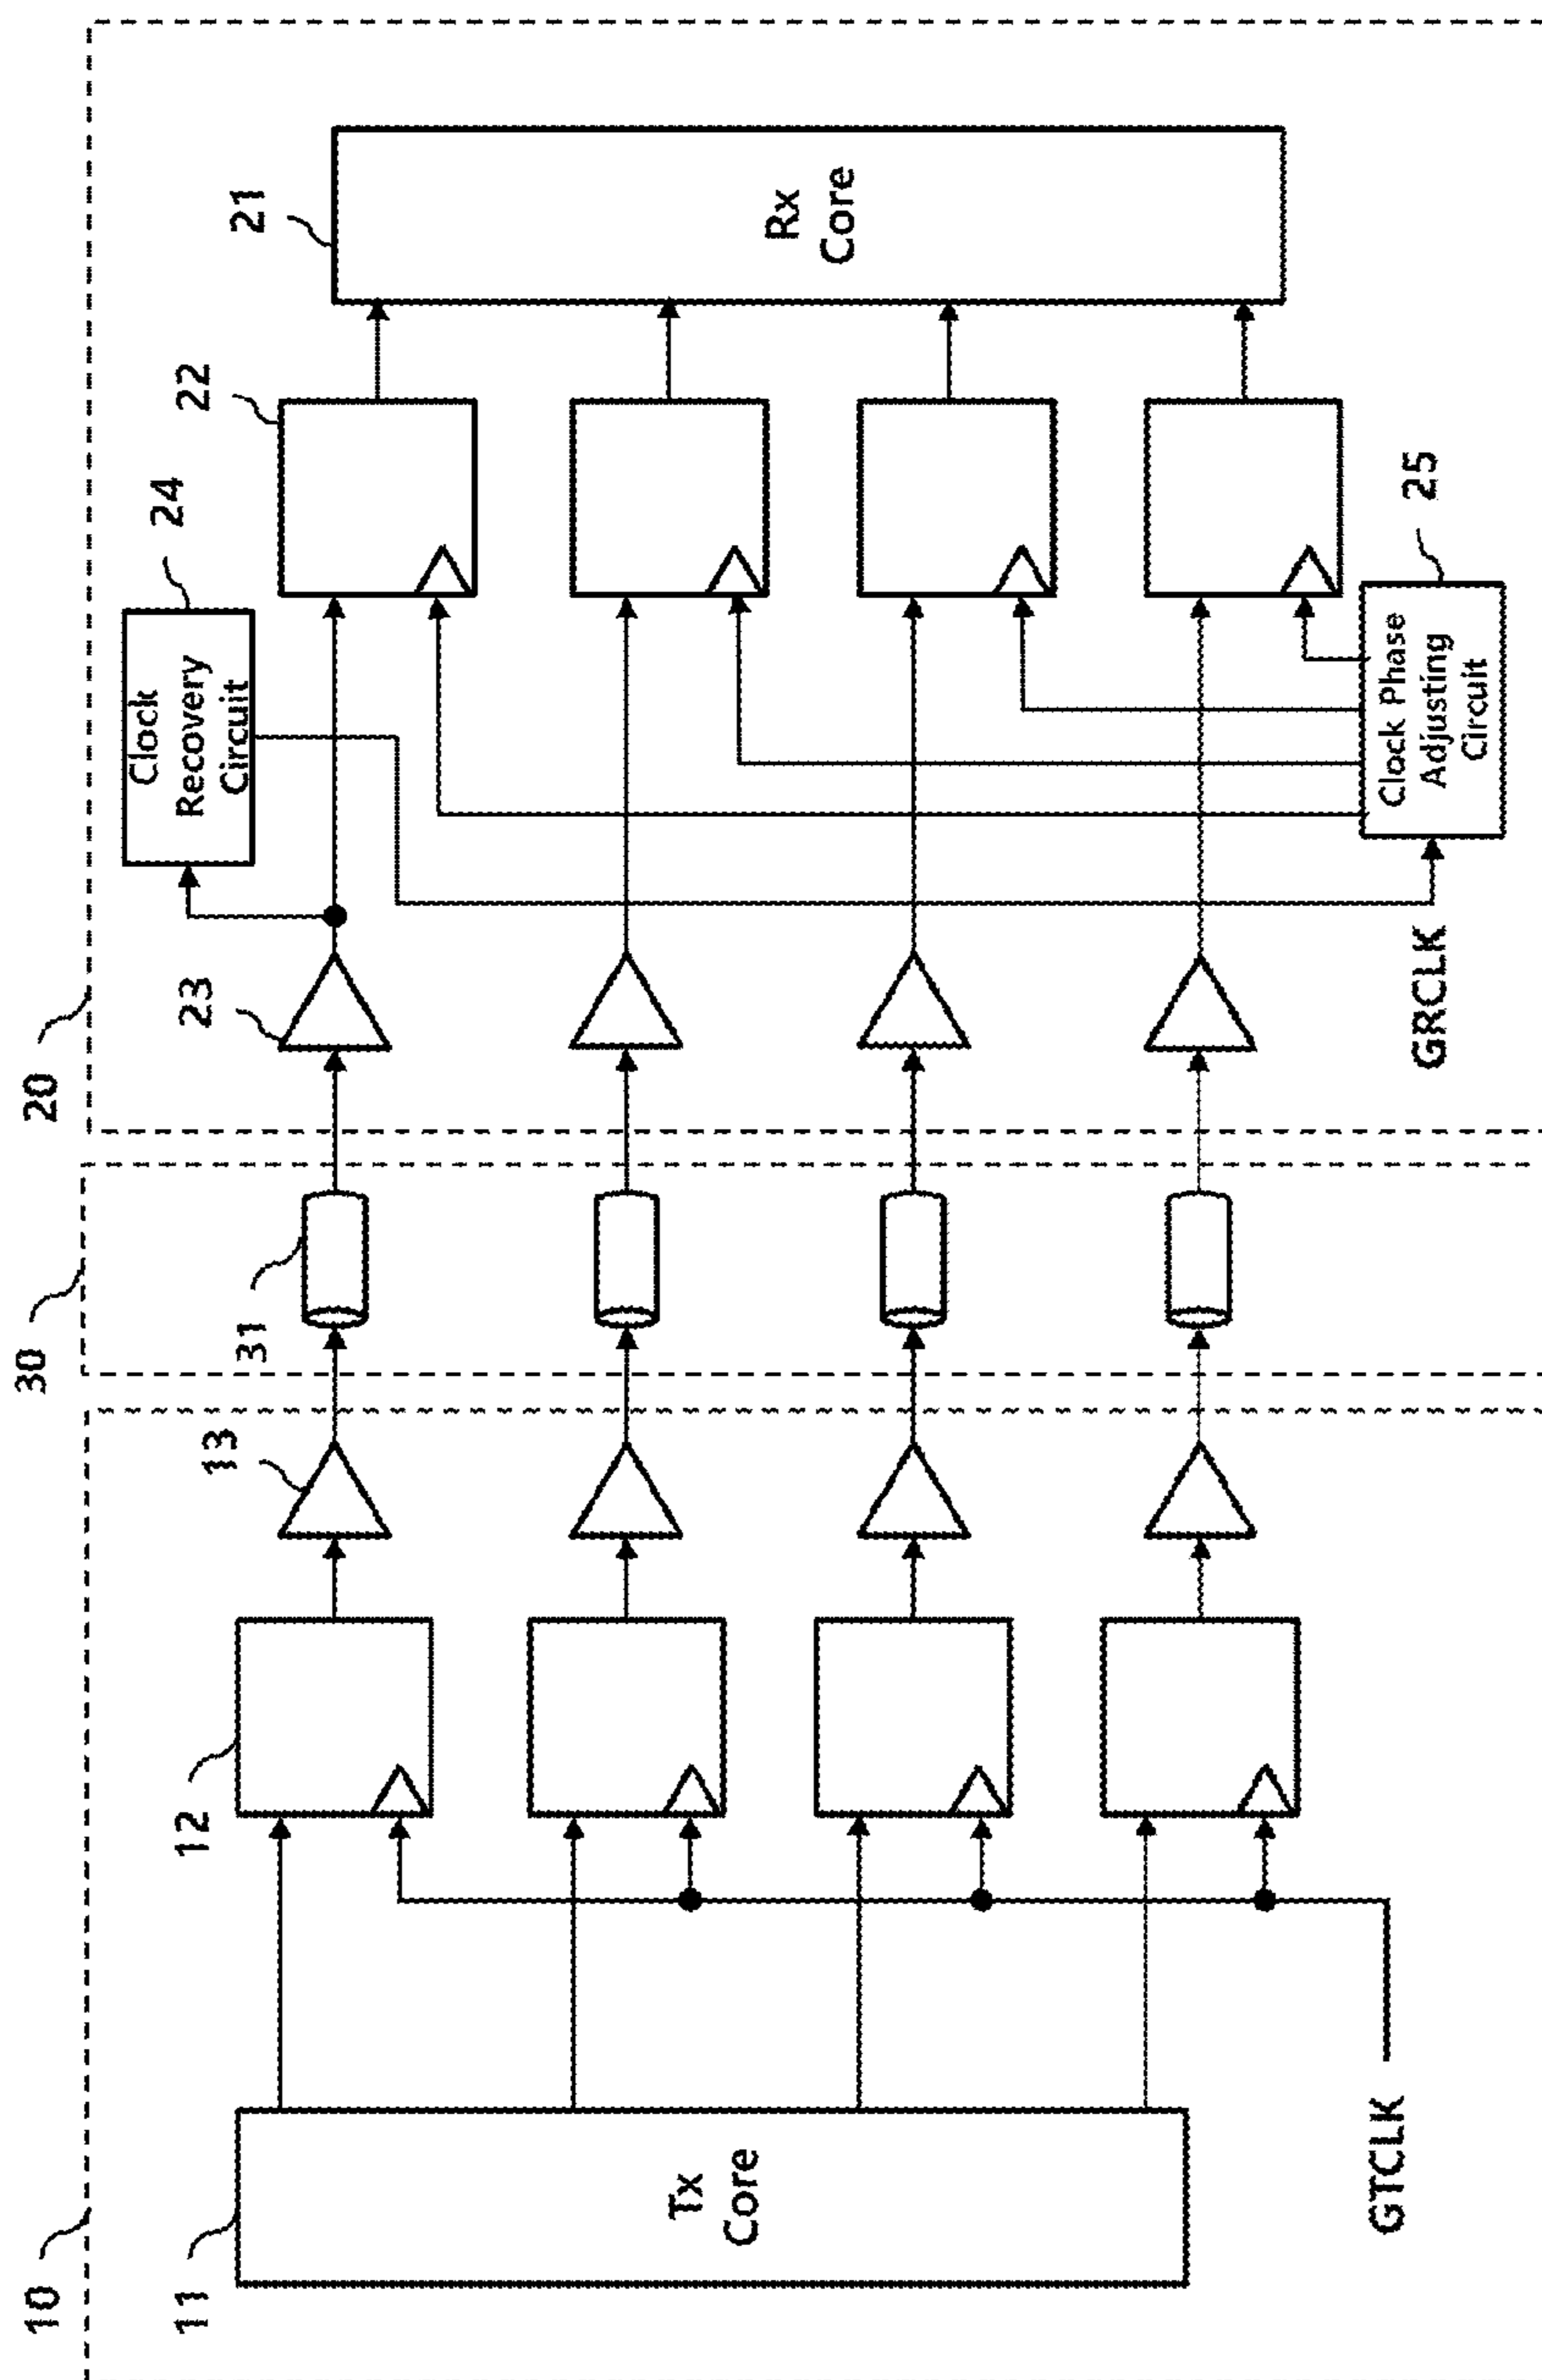 10
11
Tx
Core
GTCLK
12
13
30
31
20
23
GRCLK
24
Clock
Recovery
Circuit
22
21
Rx
Core
25
Clock Phase
Adjusting
Circuit